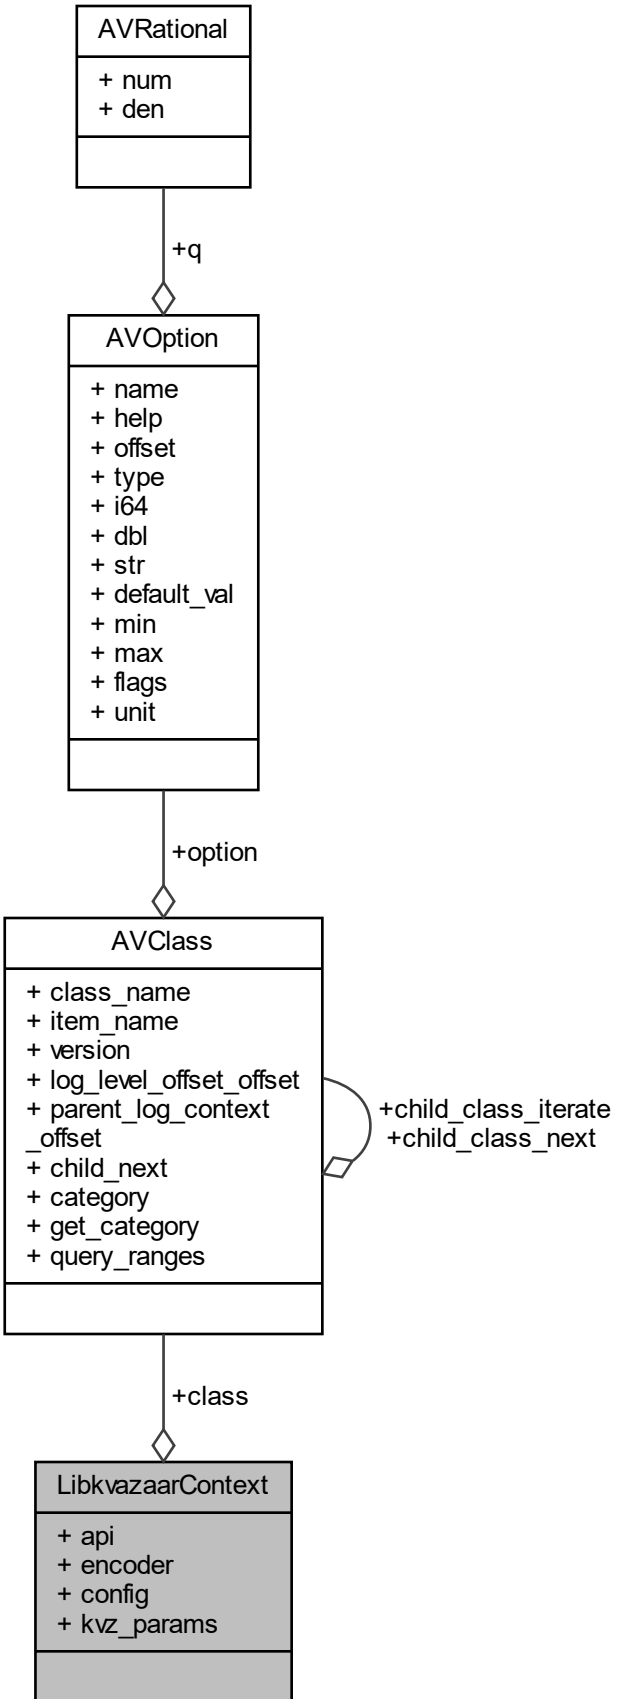 AVRational
+ num
+ den
+q
AVOption
+ name
+ help
+ offset
+ type
+ i64
+ dbl
+ str
+ default_val
+ min
+ max
+ flags
+ unit
+option
AVClass
+ class_name
+ item_name
+ version
+ log_level_offset_offset
+ parent_log_context
_offset
+ child_next
+ category
+ get_category
+ query_ranges
+child_class_iterate
+child_class_next
+class
LibkvazaarContext
+ api
+ encoder
+ config
+ kvz_params